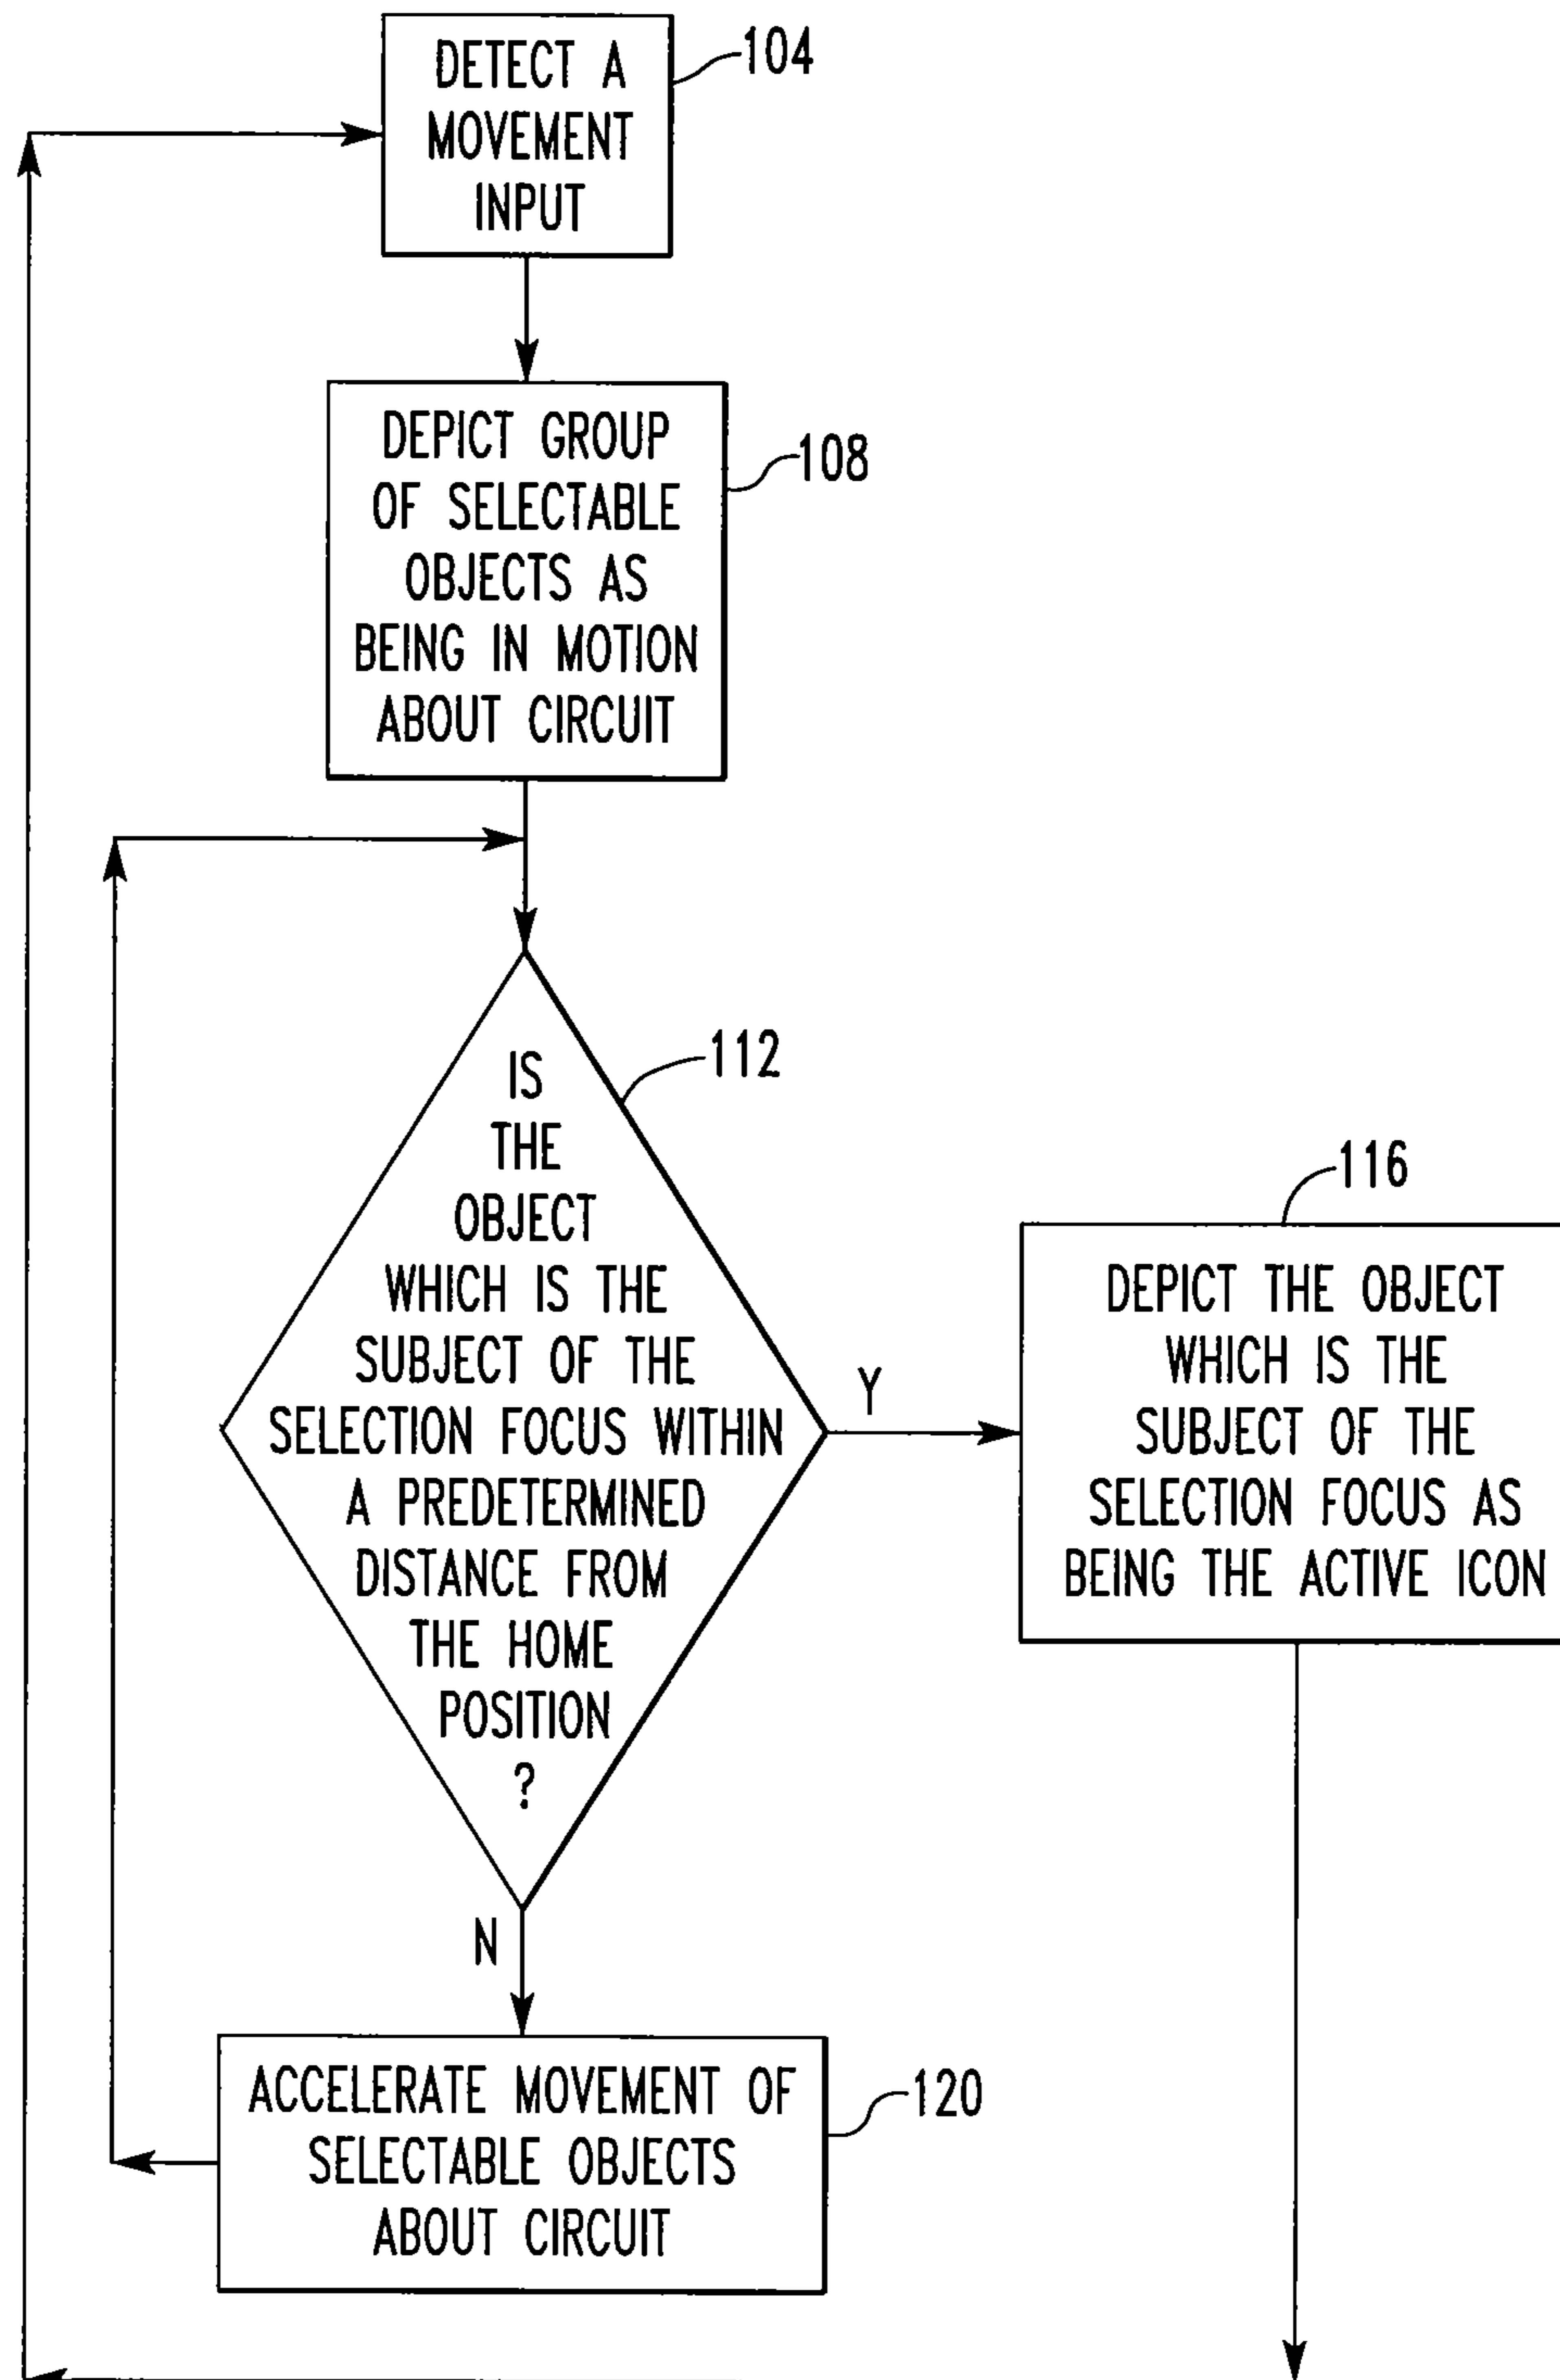 DETECT A
MOVEMENT
INPUT
104
DEPICT GROUP
OF SELECTABLE
OBJECTS AS
BEING IN MOTION
ABOUT CIRCUIT
108
IS
THE
OBJECT
WHICH IS THE
SUBJECT OF THE
SELECTION FOCUS WITHIN
A PREDETERMINED
DISTANCE FROM
THE HOME
POSITION
?
112
Y
116
DEPICT THE OBJECT
WHICH IS THE
SUBJECT OF THE
SELECTION FOCUS AS
BEING THE ACTIVE ICON
N
ACCELERATE MOVEMENT OF
SELECTABLE OBJECTS
ABOUT CIRCUIT
120